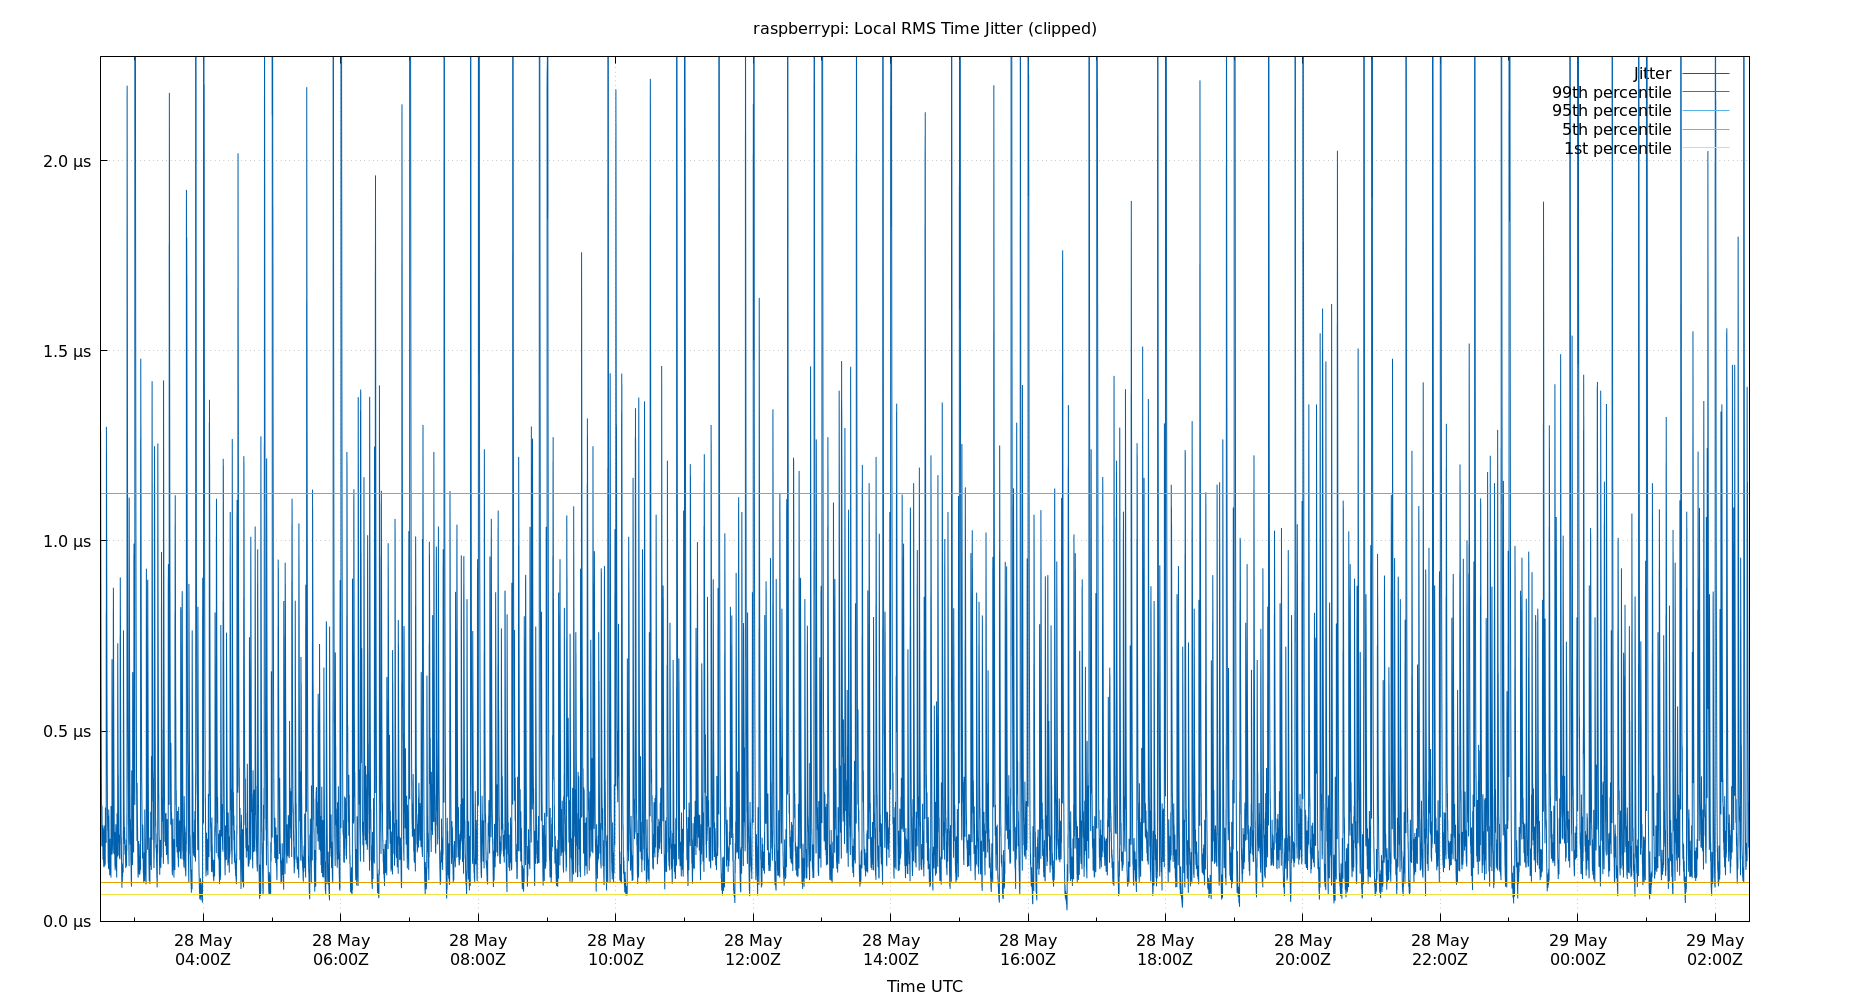 raspberrypi: Local RMS Time Jitter (clipped)
Jitter
99th percentile
95th percentile
5th percentile
1st percentile
2.0 µs
1.5 µs
1.0 µs
0.5 µs
0.0 µs
28 May 28 May 28 May 28 May 28 May 28 May 28 May 28 May 28 May 28 May 29 May 29 May
04:00Z 06:00Z 08:00Z 10:00Z 12:00Z 14:00Z 16:00Z 18:00Z 20:00Z 22:00Z 00:00Z 02:00Z
Time UTC